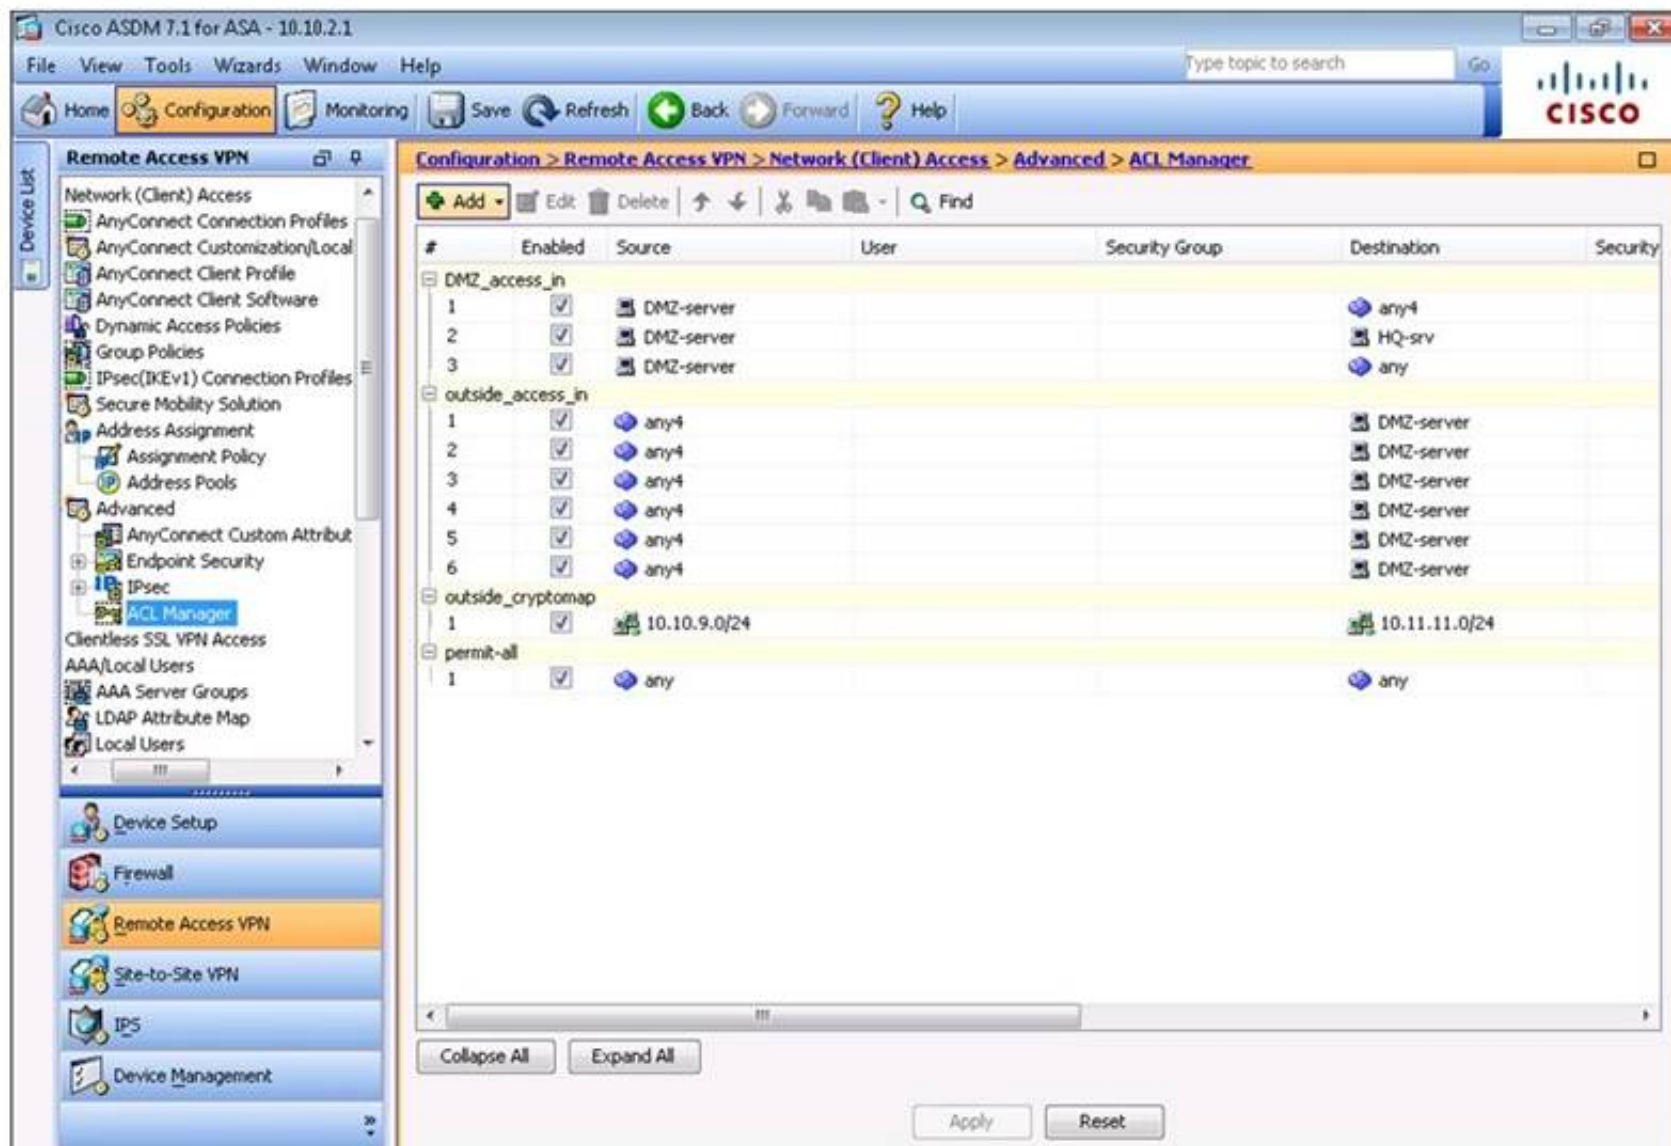 Cisco ASDM 7.1 for ASA - 10.10.2.1
File View Tools Wizards Window Help
Type topic to search Go
Home Configuration Monitoring Save Refresh Back Forward Help
CISCO
Device List
Remote Access VPN
Network (Client) Access
AnyConnect Connection Profiles
AnyConnect Customization/Local
AnyConnect Client Profile
AnyConnect Client Software
Dynamic Access Policies
Group Policies
IPsec(IKEv1) Connection Profiles
Secure Mobility Solution
Address Assignment
Assignment Policy
Address Pools
Advanced
AnyConnect Custom Attribut
Endpoint Security
IPsec
ACL Manager
Clientless SSL VPN Access
AAA/Local Users
AAA Server Groups
LDAP Attribute Map
Local Users
Device Setup
Firewall
Remote Access VPN
Site-to-Site VPN
IPS
Device Management
Configuration > Remote Access VPN > Network (Client) Access > Advanced > ACL Manager
Add Edit Delete Find
# Enabled Source User Security Group Destination Security
DMZ_access_in
1 DMZ-server any4
2 DMZ-server HQ-srv
3 DMZ-server any
outside_access_in
1 any4 DMZ-server
2 any4 DMZ-server
3 any4 DMZ-server
4 any4 DMZ-server
5 any4 DMZ-server
6 any4 DMZ-server
outside_cryptomap
1 10.10.9.0/24 10.11.11.0/24
permit-all
1 any any
Collapse All Expand All
Apply Reset